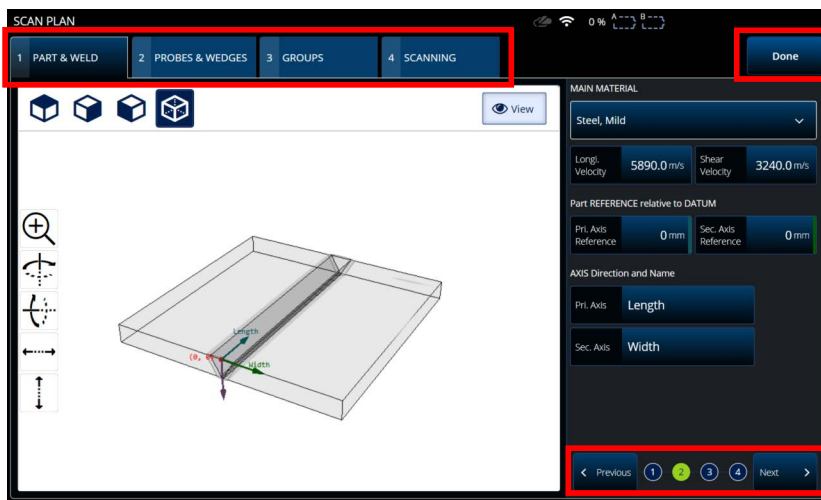 SCAN PLAN
0 % A B
1 PART & WELD 2 PROBES & WEDGES 3 GROUPS 4 SCANNING Done
View
MAIN MATERIAL
Steel, Mild
Longi. Velocity 5890.0 m/s Shear Velocity 3240.0 m/s
Part REFERENCE relative to DATUM
Pri. Axis Reference 0 mm Sec. Axis Reference 0 mm
AXIS Direction and Name
Pri. Axis Length
Sec. Axis Width
Length
(0, 0)
Width
Previous 1 2 3 4 Next